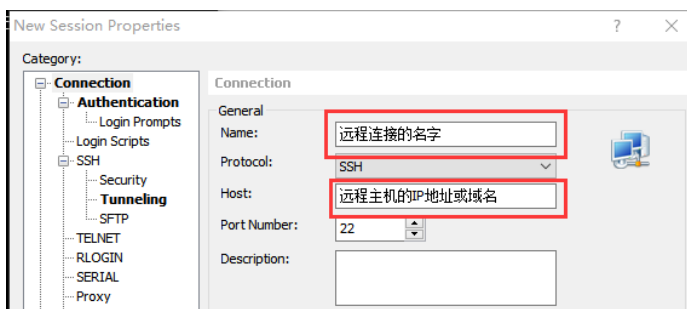 New Session Properties
?
Category:
Connection
Authentication
Login Prompts
Login Scripts
SSH
Security
Tunneling
SFTP
TELNET
RLOGIN
SERIAL
Proxy
Connection
General
Name:
远程连接的名字
Protocol:
SSH
Host:
远程主机的IP地址或域名
Port Number:
22
Description: